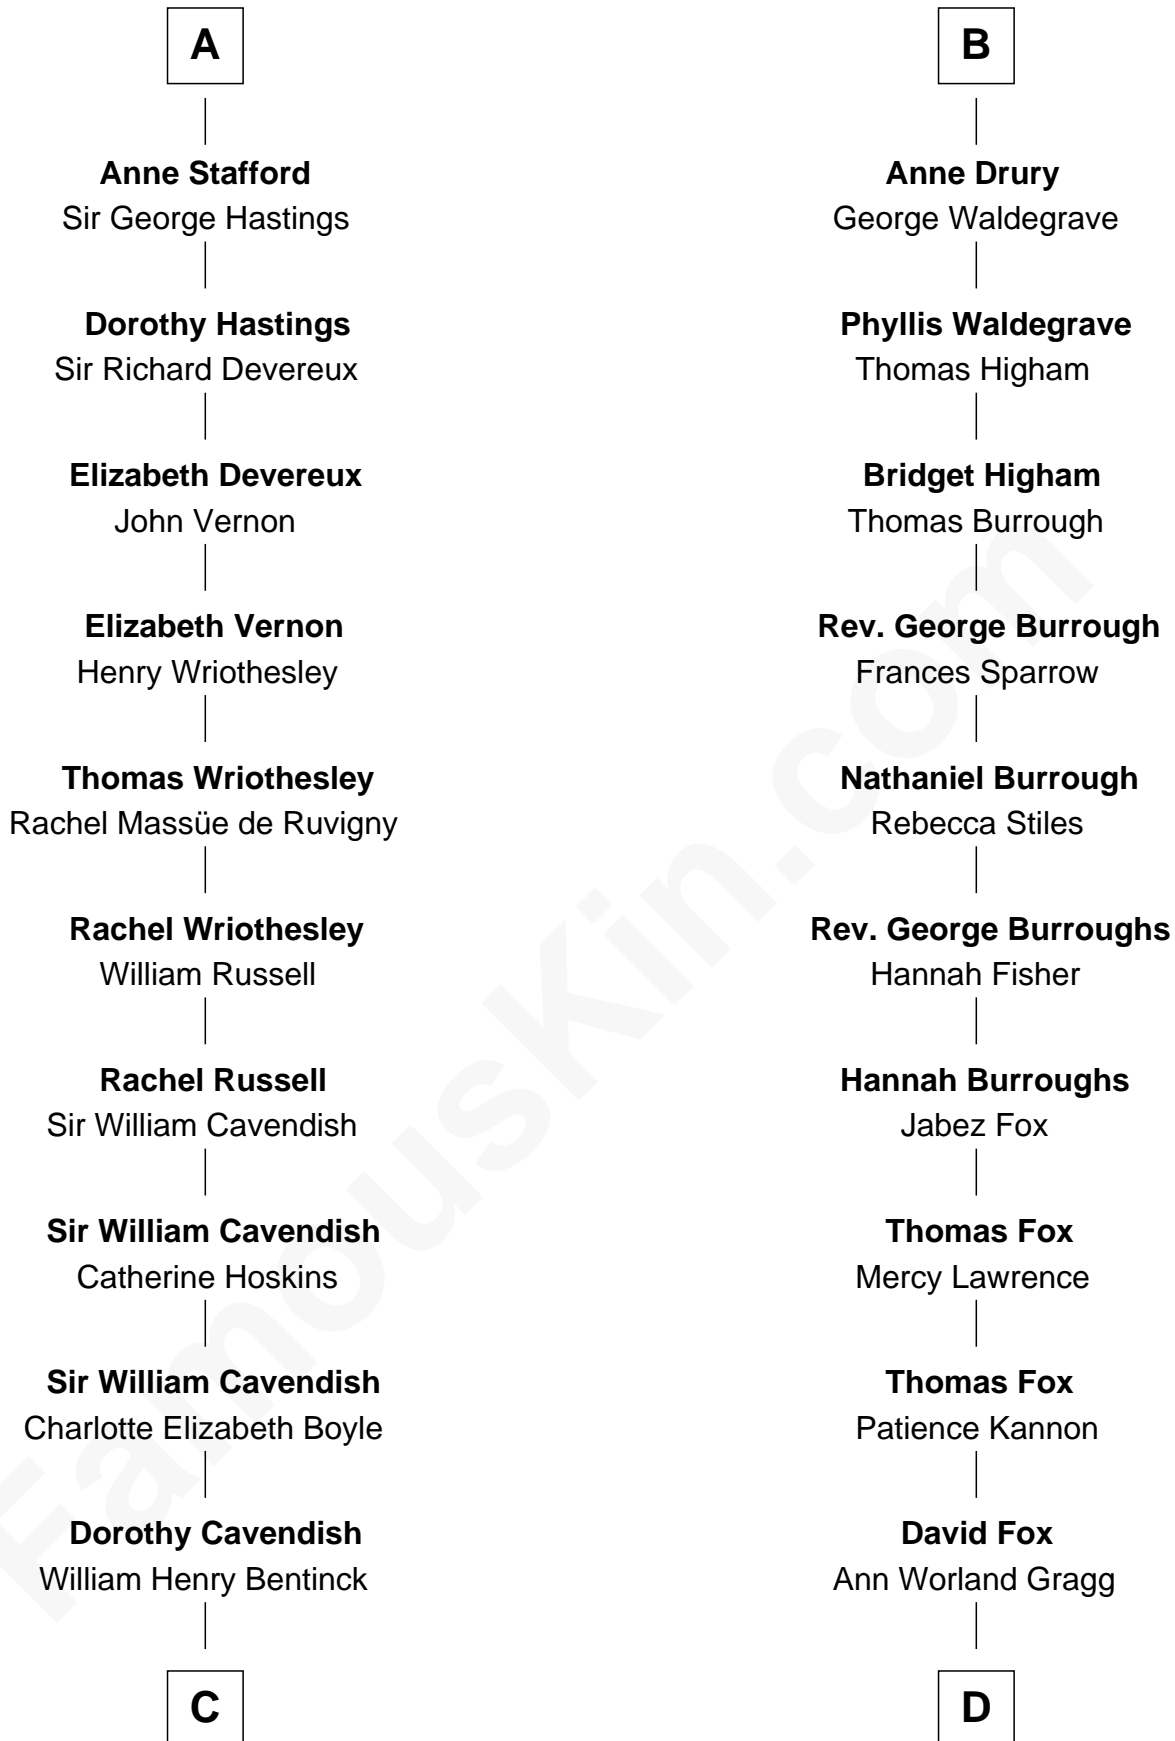 A
Anne Stafford
Sir George Hastings
Dorothy Hastings
Sir Richard Devereux
Elizabeth Devereux
John Vernon
Elizabeth Vernon
Henry Wriothesley
Thomas Wriothesley
Rachel Massüe de Ruvigny
Rachel Wriothesley
William Russell
Rachel Russell
Sir William Cavendish
Sir William Cavendish
Catherine Hoskins
Sir William Cavendish
Charlotte Elizabeth Boyle
Dorothy Cavendish
William Henry Bentinck
C
B
Anne Drury
George Waldegrave
Phyllis Waldegrave
Thomas Higham
Bridget Higham
Thomas Burrough
Rev. George Burrough
Frances Sparrow
Nathaniel Burrough
Rebecca Stiles
Rev. George Burroughs
Hannah Fisher
Hannah Burroughs
Jabez Fox
Thomas Fox
Mercy Lawrence
Thomas Fox
Patience Kannon
David Fox
Ann Worland Gragg
D
FamousKin.com